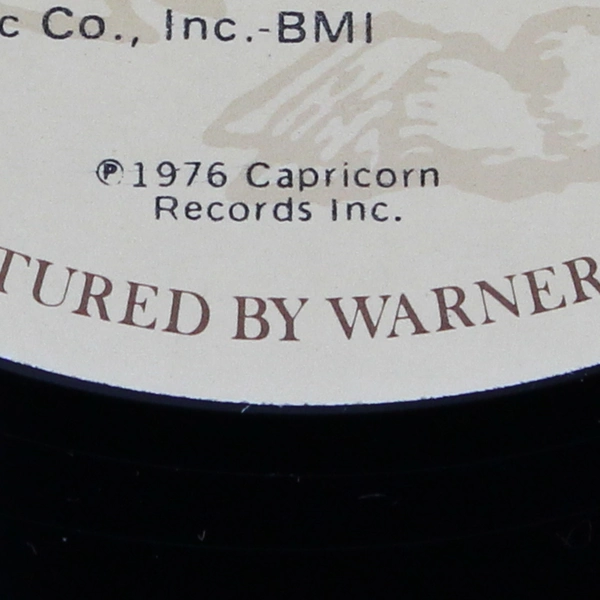 c Co., Inc.-BMI
℗1976 Capricorn
Records Inc.
TURED BY WARNER